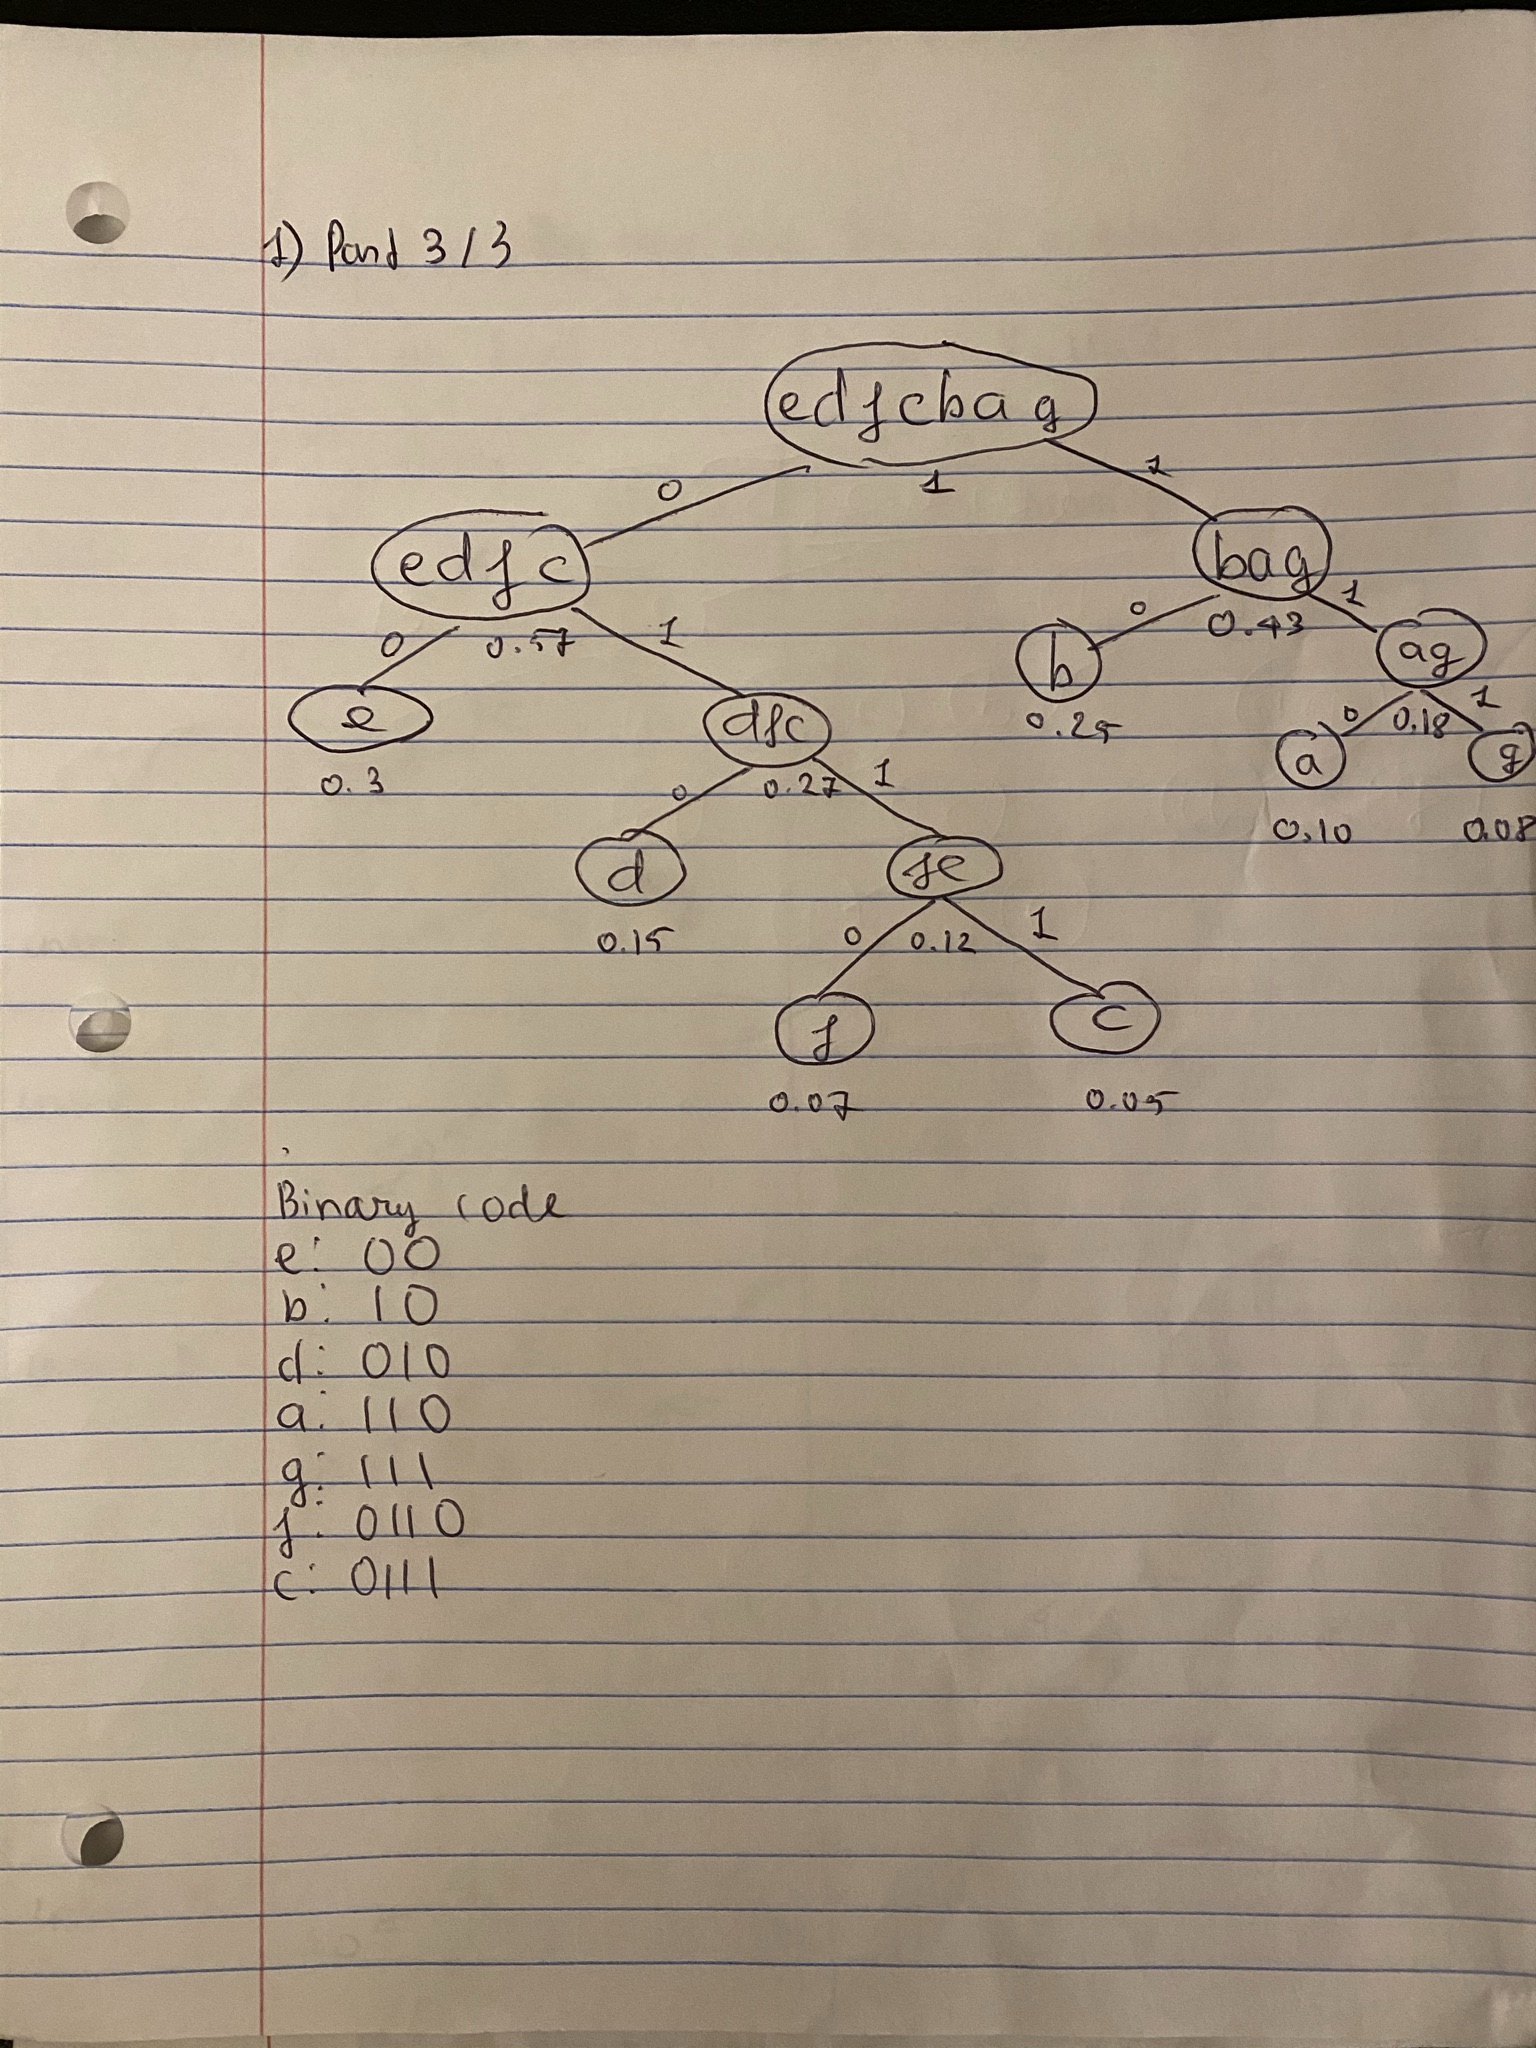 1) Part 3/3
edfcbag
0 1 1
edfc bag
0 0.57 1 0 0.43 1
e dfc b ag
0.3 0 0.27 1 0.25 0 0.18 1
a g
d fc 0.10 0.08
0.15 0 0.12 1
f c
0.07 0.05
Binary code
e: 00
b: 10
d: 010
a: 110
g: 111
f: 0110
c: 0111